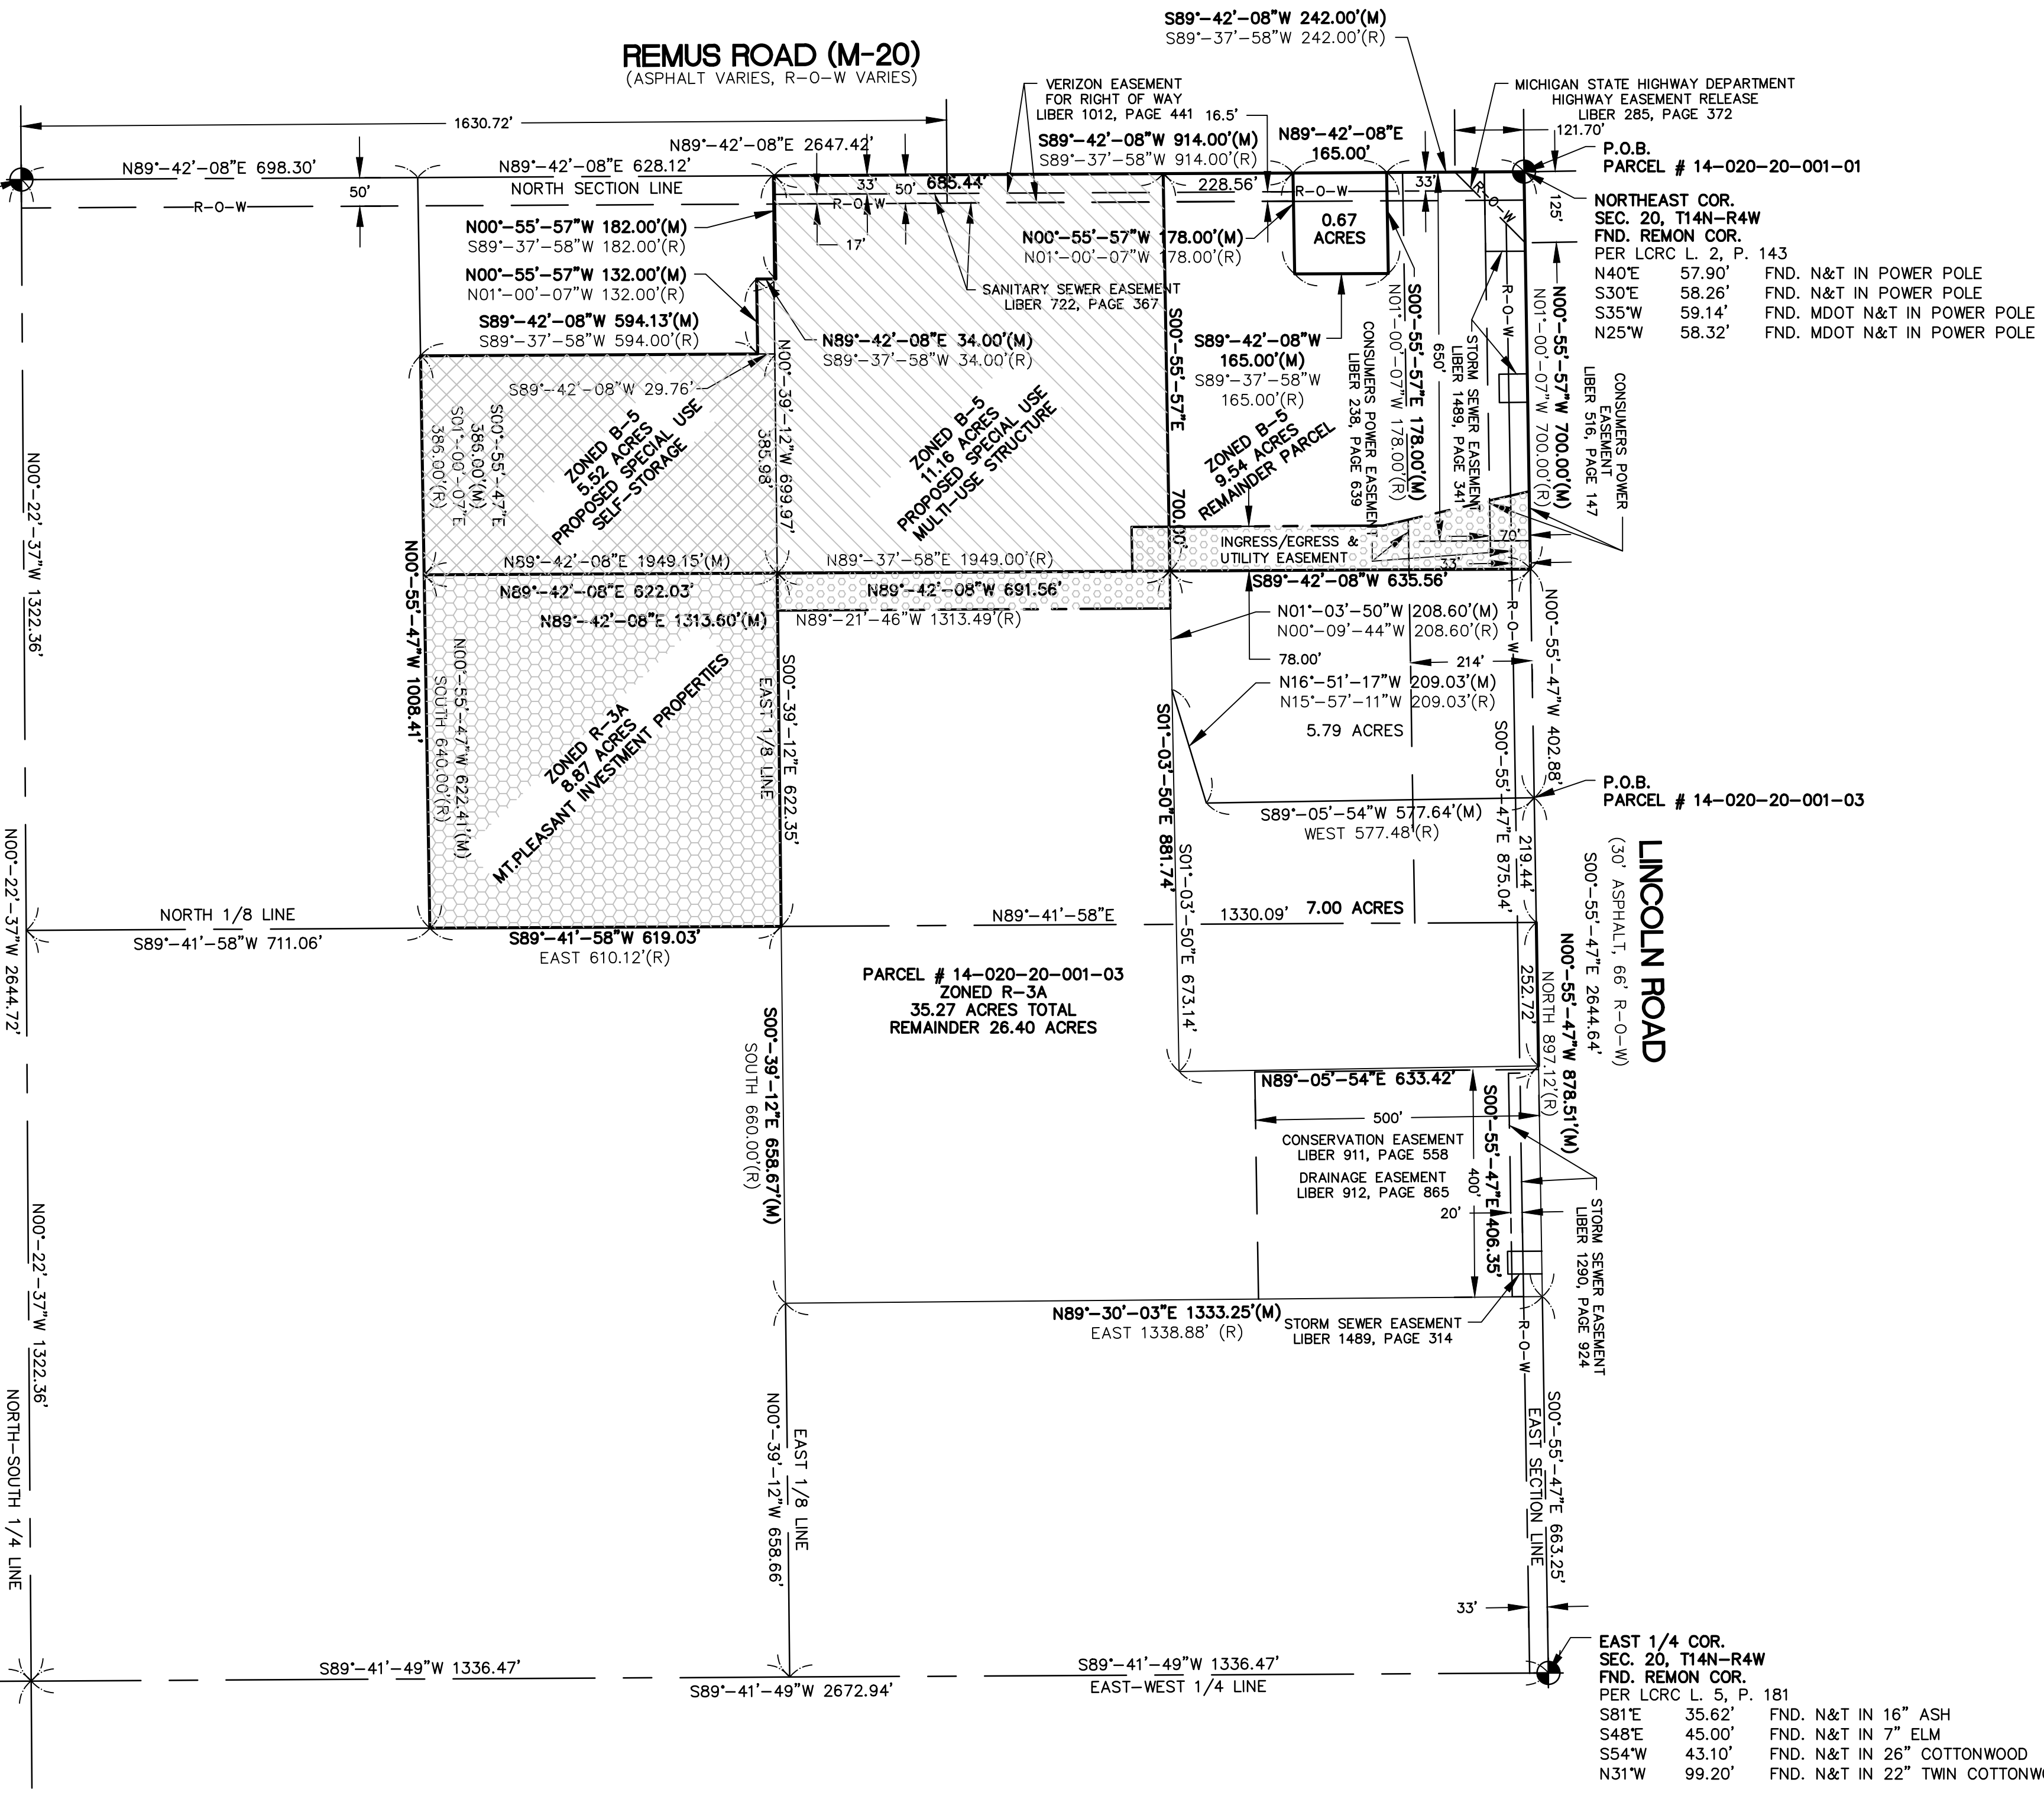 S89°-42'-08"W 242.00'(M)
S89°-37'-58"W 242.00'(R)
REMUS ROAD (M-20)
(ASPHALT VARIES, R-O-W VARIES)
VERIZON EASEMENT
FOR RIGHT OF WAY
LIBER 1012, PAGE 441
16.5'
MICHIGAN STATE HIGHWAY DEPARTMENT
HIGHWAY EASEMENT RELEASE
LIBER 285, PAGE 372
121.70'
1630.72'
N89°-42'-08"E 2647.42'
S89°-42'-08"W 914.00'(M)
S89°-37'-58"W 914.00'(R)
N89°-42'-08"E
165.00'
P.O.B.
PARCEL # 14-020-20-001-01
N89°-42'-08"E 698.30'
N89°-42'-08"E 628.12'
NORTH SECTION LINE
50'
33'
50'
685.44'
228.56'
33'
R-O-W
R-O-W
R-O-W
R-O-W
17'
125'
0.67
ACRES
NORTHEAST COR.
SEC. 20, T14N-R4W
FND. REMON COR.
PER LCRC L. 2, P. 143
N40°E 57.90' FND. N&T IN POWER POLE
S30°E 58.26' FND. N&T IN POWER POLE
S35°W 59.14' FND. MDOT N&T IN POWER POLE
N25°W 58.32' FND. MDOT N&T IN POWER POLE
N00°-55'-57"W 182.00'(M)
S89°-37'-58"W 182.00'(R)
N00°-55'-57"W 132.00'(M)
N01°-00'-07"W 132.00'(R)
S89°-42'-08"W 594.13'(M)
S89°-37'-58"W 594.00'(R)
N00°-55'-57"W 178.00'(M)
N01°-00'-07"W 178.00'(R)
SANITARY SEWER EASEMENT
LIBER 722, PAGE 367
N89°-42'-08"E 34.00'(M)
S89°-37'-58"W 34.00'(R)
S89°-42'-08"W 29.76'
S89°-42'-08"W
165.00'(M)
S89°-37'-58"W
165.00'(R)
S00°-55'-57"E
700.00'
CONSUMERS POWER EASEMENT
LIBER 238, PAGE 639
N01°-00'-07"W 178.00'(R)
S00°-55'-57"E 178.00'(M)
650'
STORM SEWER EASEMENT
LIBER 1489, PAGE 341
R-O-W
N01°-00'-07"W 700.00'(R)
N00°-55'-57"W 700.00'(M)
CONSUMERS POWER
EASEMENT
LIBER 516, PAGE 147
S00°-55'-47"E
386.00'(M)
S01°-00'-07"E
386.00'(R)
ZONED B-5
5.52 ACRES
PROPOSED SPECIAL USE
SELF-STORAGE
N00°-39'-12"W 699.97'
385.98'
ZONED B-5
11.16 ACRES
PROPOSED SPECIAL USE
MULTI-USE STRUCTURE
ZONED B-5
9.54 ACRES
REMAINDER PARCEL
INGRESS/EGRESS &
UTILITY EASEMENT
70'
33'
N89°-42'-08"E 1949.15'(M)
N89°-37'-58"E 1949.00'(R)
N89°-42'-08"E 622.03'
N89°-42'-08"W 691.56'
S89°-42'-08"W 635.56'
N89°-42'-08"E 1313.60'(M)
N89°-21'-46"W 1313.49'(R)
N01°-03'-50"W 208.60'(M)
N00°-09'-44"W 208.60'(R)
78.00'
214'
N16°-51'-17"W 209.03'(M)
N15°-57'-11"W 209.03'(R)
5.79 ACRES
N00°-22'-37"W 1322.36'
N00°-55'-47"W 1008.41'
N00°-55'-47"W 622.41'(M)
SOUTH 640.00'(R)
ZONED R-3A
8.87 ACRES
MT.PLEASANT INVESTMENT PROPERTIES
S00°-39'-12"E 622.35'
EAST 1/8 LINE
S01°-03'-50"E 881.74'
S01°-03'-50"E 673.14'
R-O-W
N00°-55'-47"W 402.88'
S00°-55'-47"E 875.04'
P.O.B.
PARCEL # 14-020-20-001-03
S89°-05'-54"W 577.64'(M)
WEST 577.48'(R)
219.44'
LINCOLN ROAD
(30' ASPHALT, 66' R-O-W)
S00°-55'-47"E 2644.64'
N00°-22'-37"W 2644.72'
NORTH 1/8 LINE
S89°-41'-58"W 711.06'
S89°-41'-58"W 619.03'
EAST 610.12'(R)
N89°-41'-58"E 1330.09'
7.00 ACRES
252.72'
N00°-55'-47"W 878.51'(M)
NORTH 897.12'(R)
PARCEL # 14-020-20-001-03
ZONED R-3A
35.27 ACRES TOTAL
REMAINDER 26.40 ACRES
S00°-39'-12"E 658.67'(M)
SOUTH 660.00'(R)
N89°-05'-54"E 633.42'
500'
CONSERVATION EASEMENT
LIBER 911, PAGE 558
DRAINAGE EASEMENT
LIBER 912, PAGE 865
400'
S00°-55'-47"E 406.35'
20'
STORM SEWER EASEMENT
LIBER 1290, PAGE 924
N89°-30'-03"E 1333.25'(M)
EAST 1338.88' (R)
STORM SEWER EASEMENT
LIBER 1489, PAGE 314
R-O-W
N00°-22'-37"W 1322.36'
NORTH-SOUTH 1/4 LINE
N00°-39'-12"W 658.66'
EAST 1/8 LINE
S00°-55'-47"E 663.25'
EAST SECTION LINE
33'
S89°-41'-49"W 1336.47'
S89°-41'-49"W 2672.94'
S89°-41'-49"W 1336.47'
EAST-WEST 1/4 LINE
EAST 1/4 COR.
SEC. 20, T14N-R4W
FND. REMON COR.
PER LCRC L. 5, P. 181
S81°E 35.62' FND. N&T IN 16" ASH
S48°E 45.00' FND. N&T IN 7" ELM
S54°W 43.10' FND. N&T IN 26" COTTONWOOD
N31°W 99.20' FND. N&T IN 22" TWIN